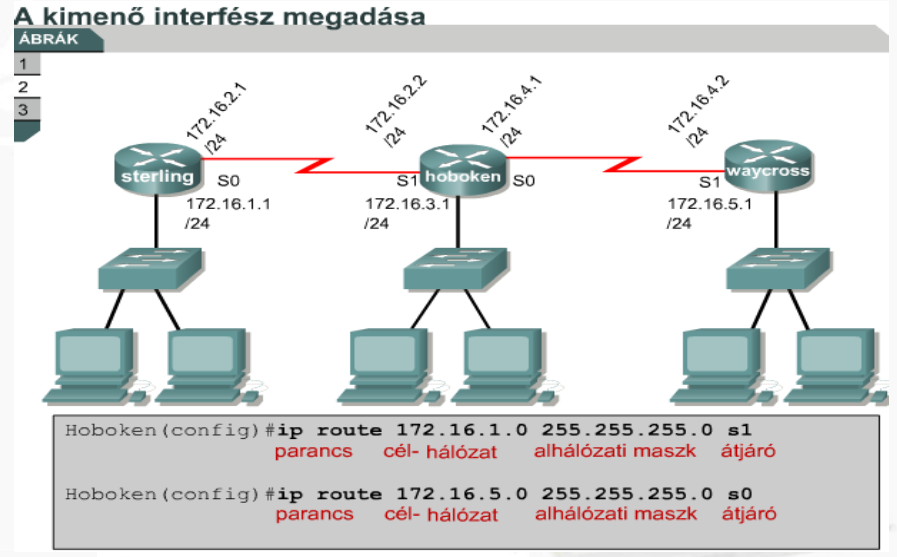 A kimenő interfész megadása
ÁBRÁK
1
2
3
172.16.2.1
/24
172.16.2.2
/24
172.16.4.1
/24
172.16.4.2
/24
sterling
S0
S1
hoboken
S0
S1
waycross
172.16.1.1
/24
172.16.3.1
/24
172.16.5.1
/24
Hoboken(config)#ip route 172.16.1.0 255.255.255.0 s1
parancs cél- hálózat alhálózati maszk átjáró
Hoboken(config)#ip route 172.16.5.0 255.255.255.0 s0
parancs cél- hálózat alhálózati maszk átjáró